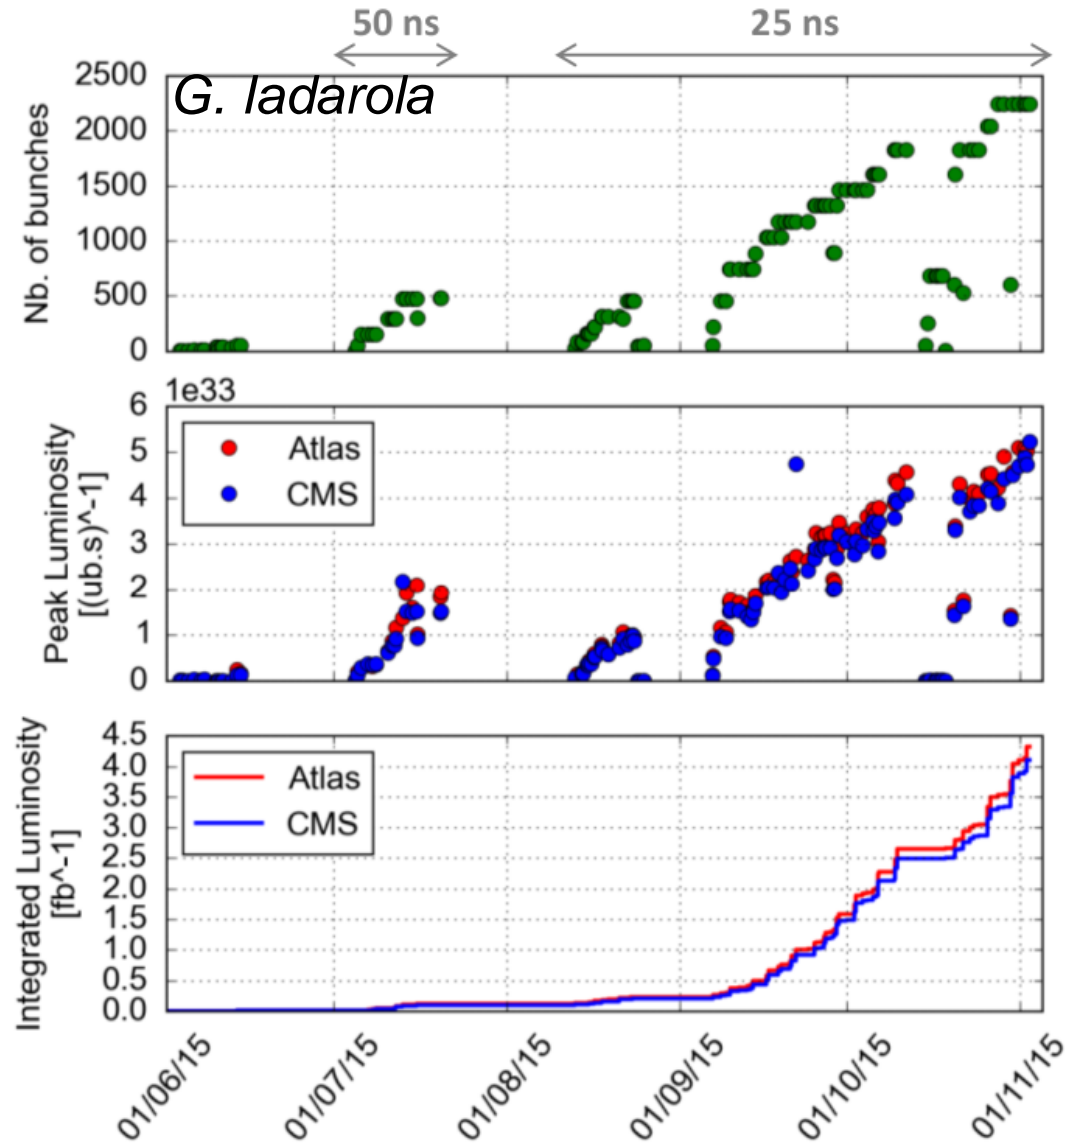 50 ns
25 ns
G. Iadarola
Nb. of bunches
2500
2000
1500
1000
500
0
1e33
Peak Luminosity
[(ub.s)^-1]
6
5
4
3
2
1
0
Atlas
CMS
Integrated Luminosity
[fb^-1]
4.5
4.0
3.5
3.0
2.5
2.0
1.5
1.0
0.5
0.0
Atlas
CMS
01/06/15
01/07/15
01/08/15
01/09/15
01/10/15
01/11/15